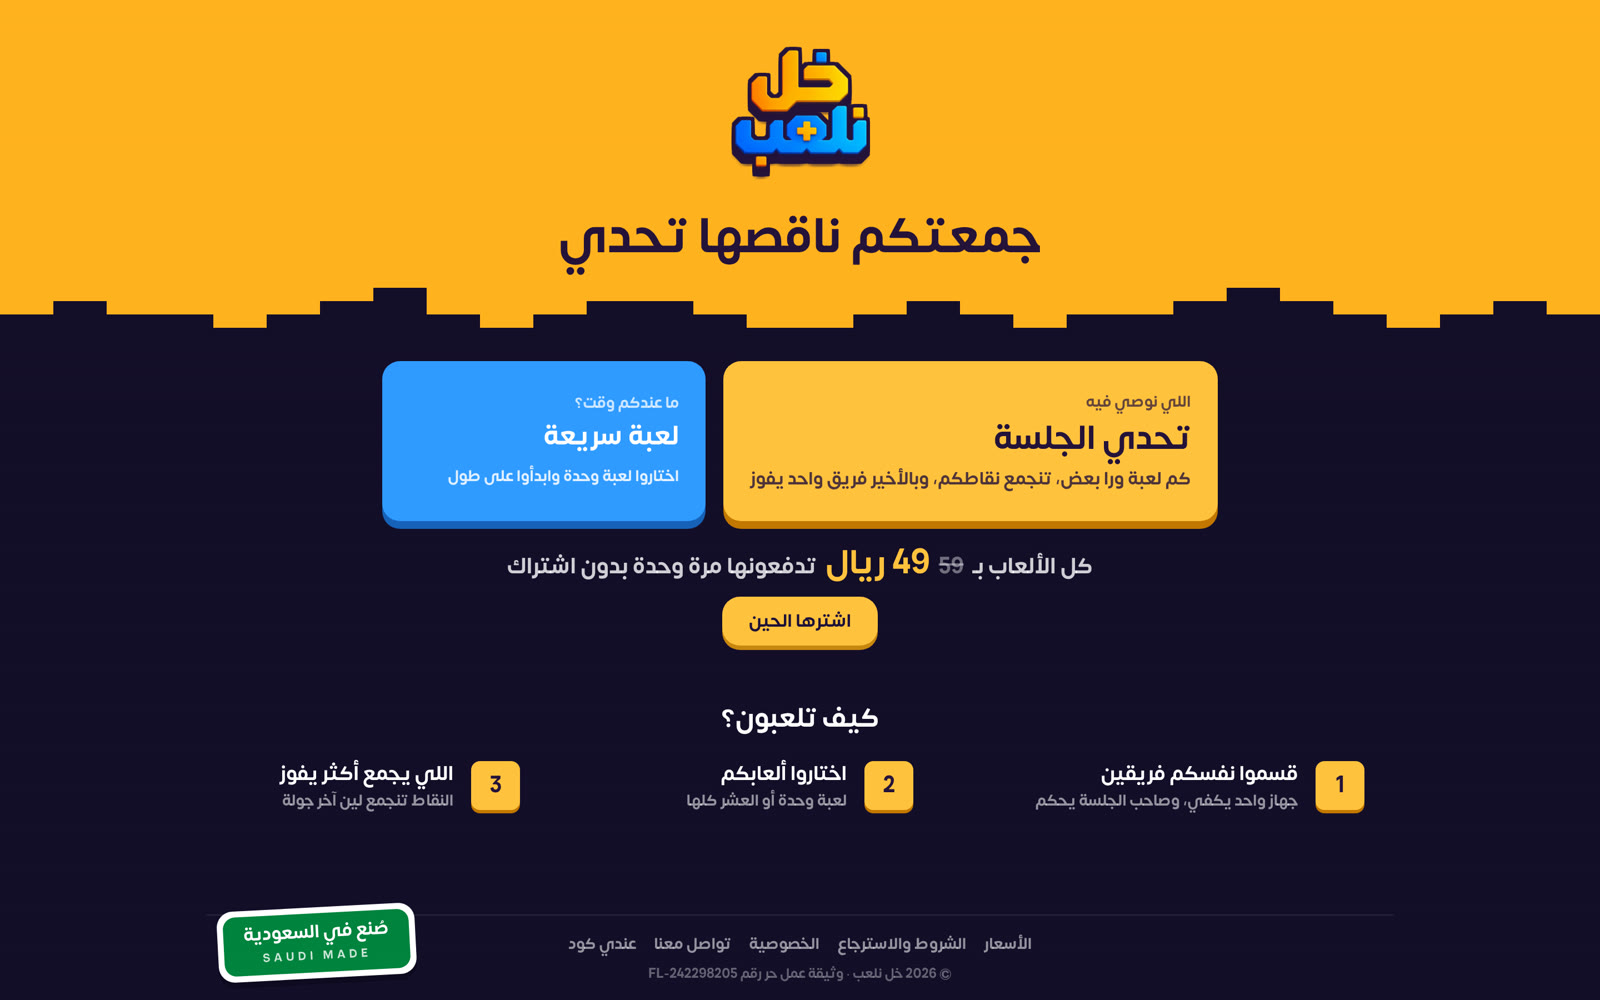 خل
نلعب
جمعتكم ناقصها تحدي
اللي نوصي فيه
تحدي الجلسة
كم لعبة ورا بعض، تنجمع نقاطكم، وبالأخير فريق واحد يفوز
ما عندكم وقت؟
لعبة سريعة
اختاروا لعبة وحدة وابدأوا على طول
كل الألعاب بـ 59 49 ريال تدفعونها مرة وحدة بدون اشتراك
اشترها الحين
كيف تلعبون؟
1
قسموا نفسكم فريقين
جهاز واحد يكفي، وصاحب الجلسة يحكم
2
اختاروا ألعابكم
لعبة وحدة أو العشر كلها
3
اللي يجمع أكثر يفوز
النقاط تنجمع لين آخر جولة
الأسعار الشروط والاسترجاع الخصوصية تواصل معنا عندي كود
© 2026 خل نلعب · وثيقة عمل حر رقم FL-242298205
صُنع في السعودية
SAUDI MADE